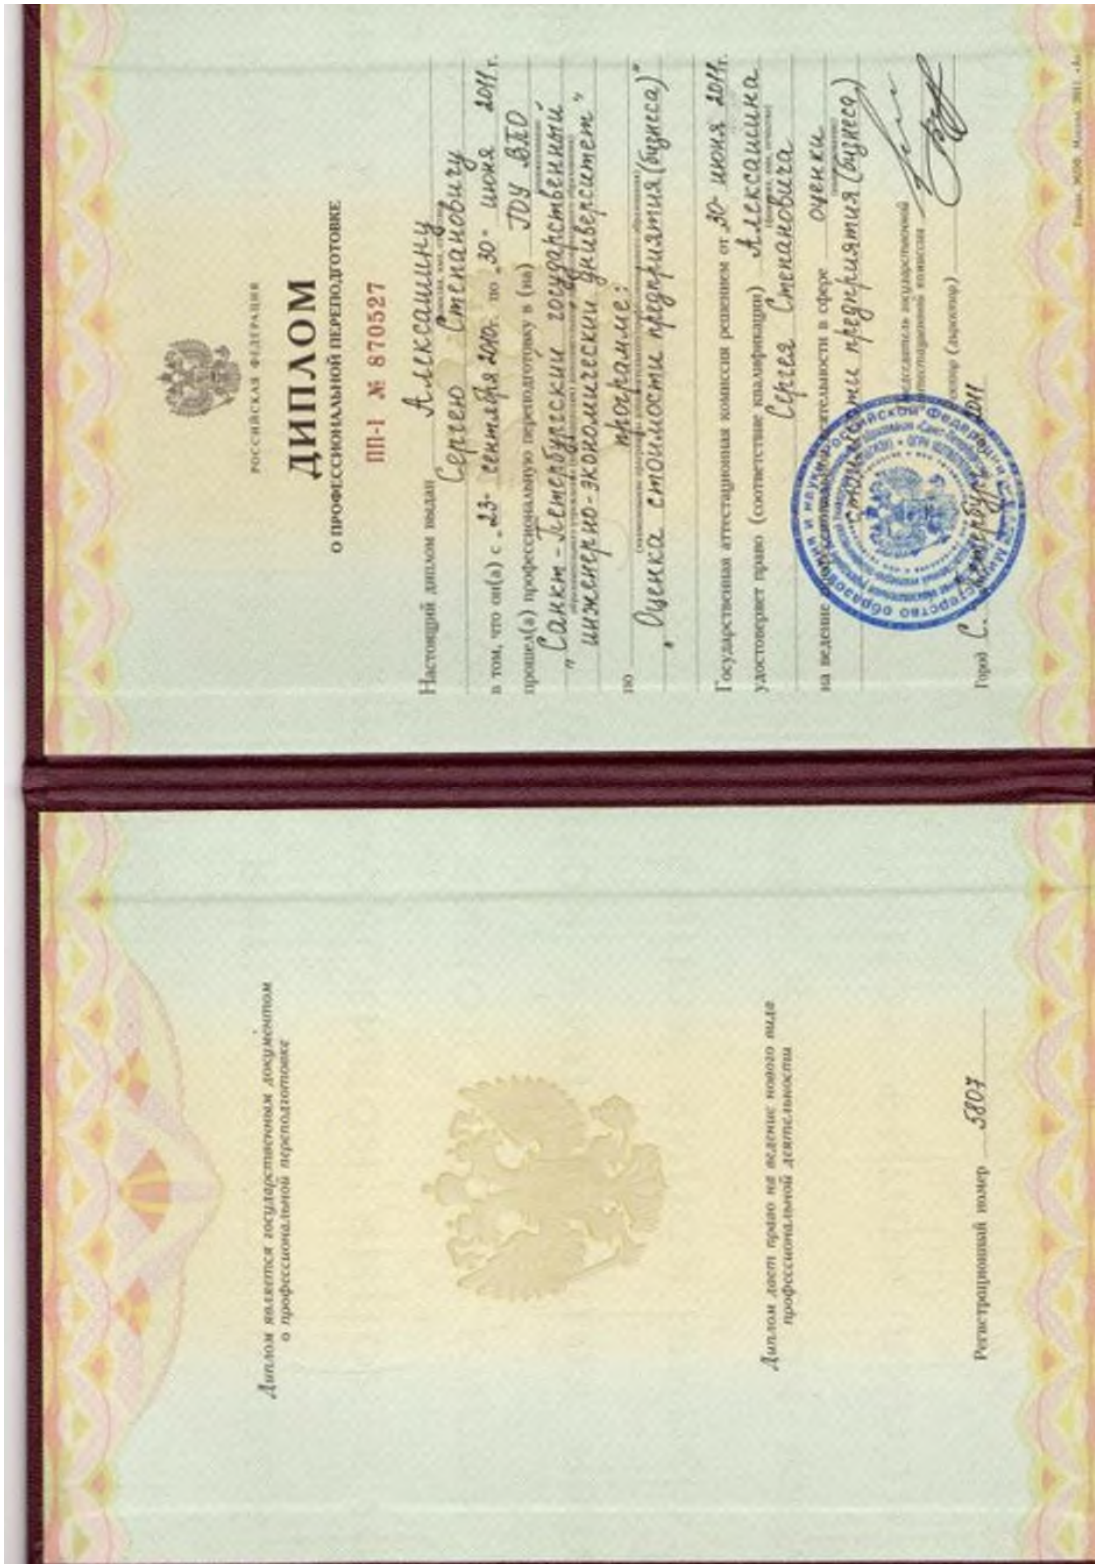 Диплом является государственным документом
о профессиональной переподготовке
Диплом дает право на ведение нового вида
профессиональной деятельности
Регистрационный номер 5807
РОССИЙСКАЯ ФЕДЕРАЦИЯ
ДИПЛОМ
О ПРОФЕССИОНАЛЬНОЙ ПЕРЕПОДГОТОВКЕ
ПП-I № 870527
Настоящий диплом выдан Алексашину
Сергею Степановичу
в том, что он(а) с „23“ сентября 2010г. по „30“ июня 2011 г.
прошел(а) профессиональную переподготовку в (на) ГОУ ВПО
"Санкт-Петербургский государственный
инженерно-экономический университет"
по программе:
"Оценка стоимости предприятия (бизнеса)"
Государственная аттестационная комиссия решением от 30 июня 2011г.
удостоверяет право (соответствие квалификации) Алексашина
Сергея Степановича
на ведение профессиональной деятельности в сфере оценки
стоимости предприятия (бизнеса)
Председатель государственной
аттестационной комиссии
Ректор (директор)
Город С. Петербург 2011